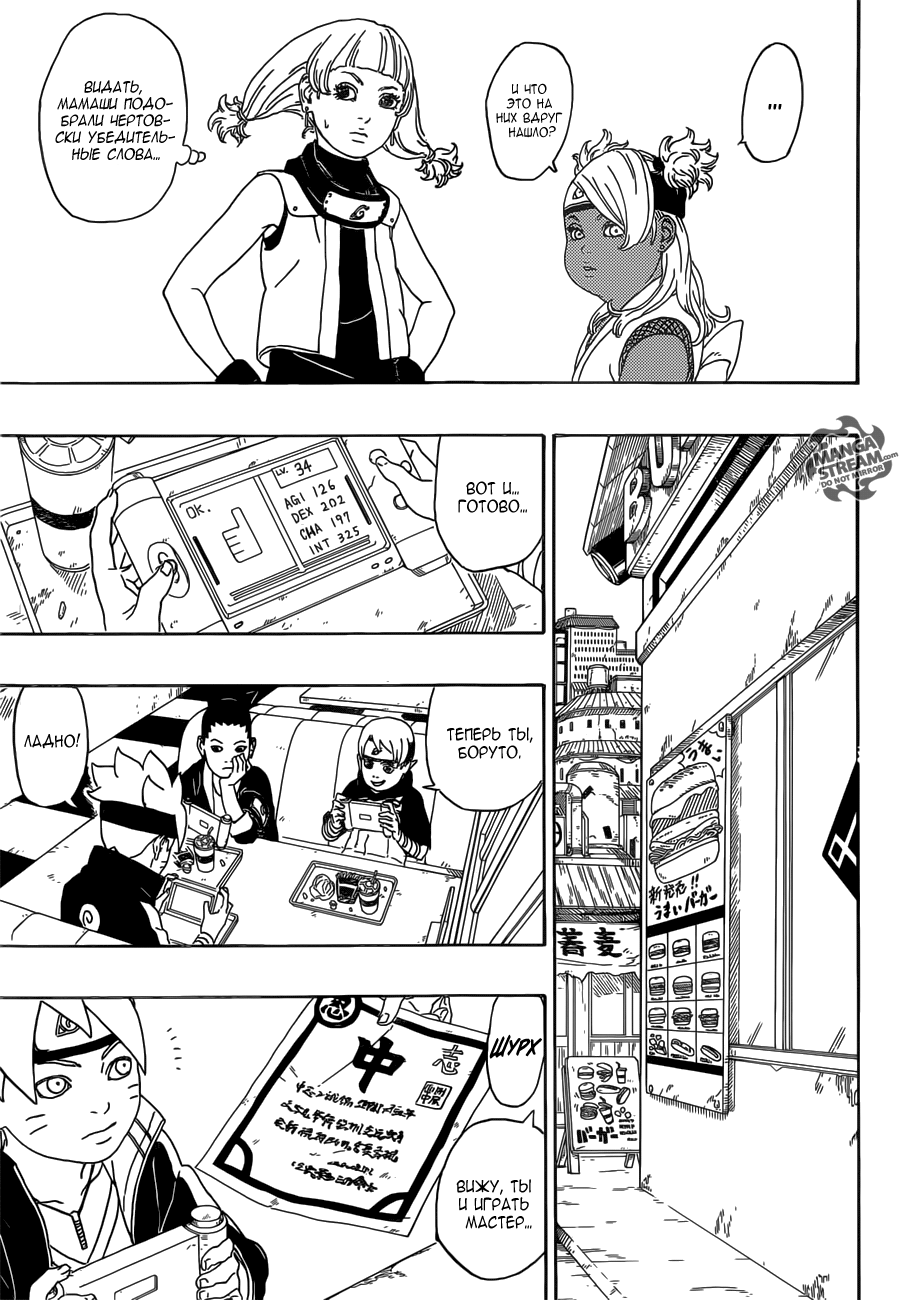 ...
И ЧТО
ЭТО НА
НИХ ВДРУГ
НАШЛО?
ВИДАТЬ,
МАМАШИ ПОДО-
БРАЛИ ЧЕРТОВ-
СКИ УБЕДИТЕЛЬ-
НЫЕ СЛОВА...
MANGA
STREAM.com
DO NOT MIRROR
新発売!!
うまいバーガー
蕎麦
バーガー
ВОТ И...
ГОТОВО...
OK.
LV. 34
AGI 126
DEX 202
CHA 197
INT 325
ТЕПЕРЬ ТЫ,
БОРУТО.
ЛАДНО!
ШУРХ
忍
中
志
ВИЖУ, ТЫ
И ИГРАТЬ
МАСТЕР...